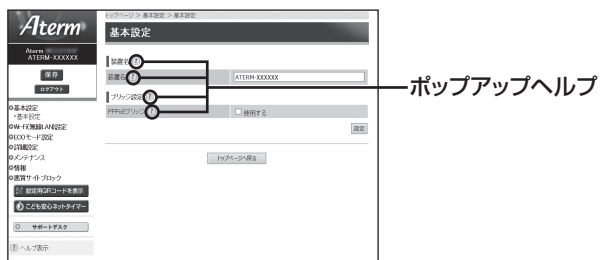 Aterm
Aterm
ATERM-XXXXXX
保存
ログアウト
基本設定
・基本設定
Wi-Fi(無線LAN)設定
ECOモード設定
詳細設定
メンテナンス
情報
悪質サイトブロック
設定用QRコードを表示
こども安心ネットタイマー
サポートデスク
? ヘルプ表示
トップページ > 基本設定 > 基本設定
基本設定
装置名 ?
装置名 ?
ATERM-XXXXXX
ブリッジ設定 ?
PPPoEブリッジ ?
使用する
設定
トップページへ戻る
ポップアップヘルプ